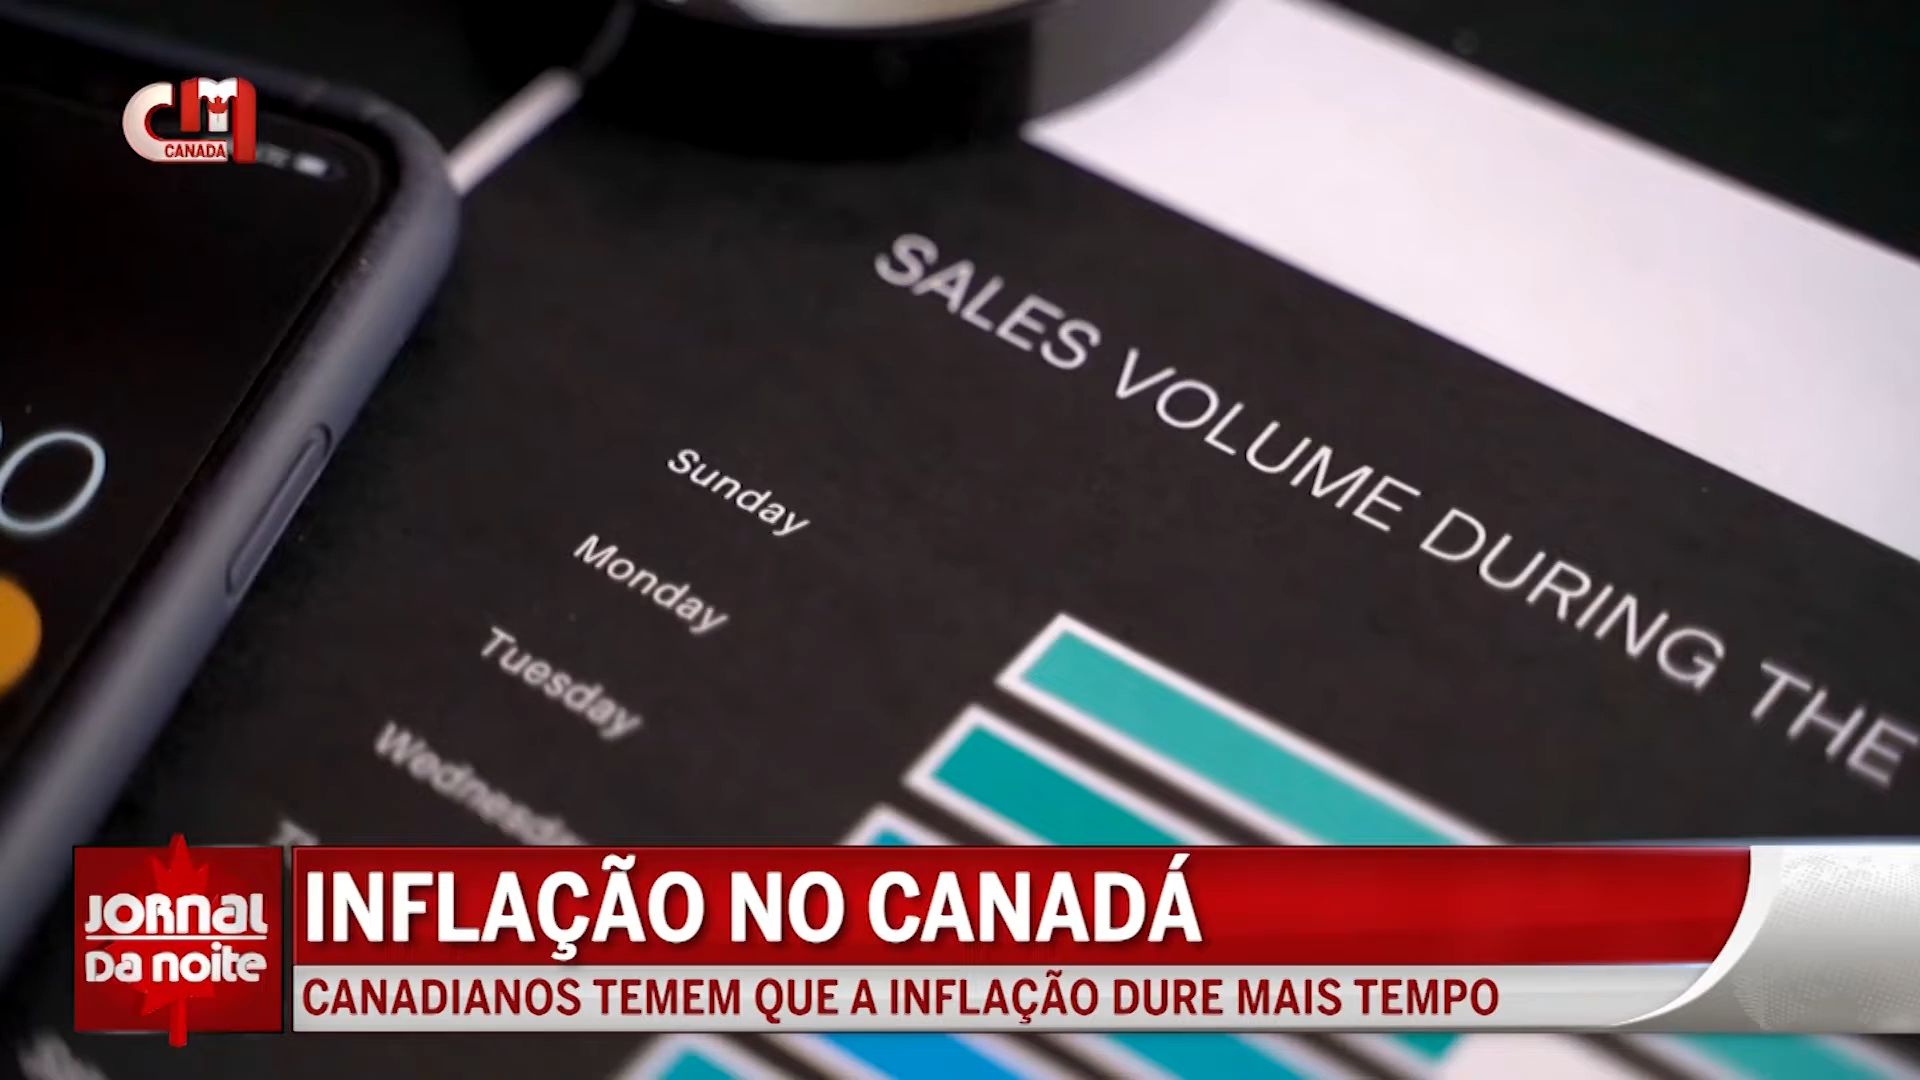 CM
CANADA
SALES VOLUME DURING THE
Sunday
Monday
Tuesday
Wednesday
JORNAL
DA NOITE
INFLAÇÃO NO CANADÁ
CANADIANOS TEMEM QUE A INFLAÇÃO DURE MAIS TEMPO